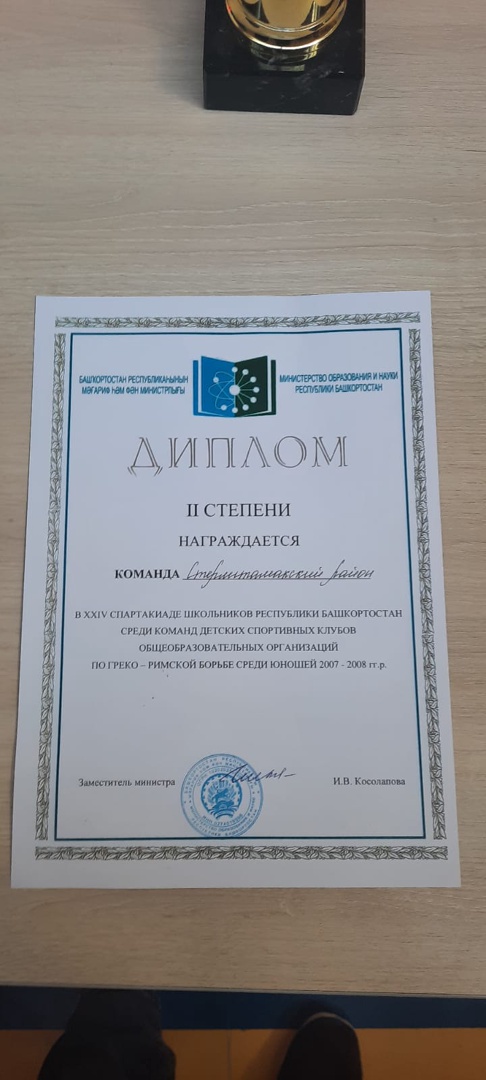 БАШҠОРТОСТАН РЕСПУБЛИКАҺЫНЫҢ
МӘҒАРИФ ҺӘМ ФӘН МИНИСТРЛЫҒЫ
МИНИСТЕРСТВО ОБРАЗОВАНИЯ И НАУКИ
РЕСПУБЛИКИ БАШКОРТОСТАН
ДИПЛОМ
II СТЕПЕНИ
НАГРАЖДАЕТСЯ
КОМАНДА Стерлитамакский район
В XXIV СПАРТАКИАДЕ ШКОЛЬНИКОВ РЕСПУБЛИКИ БАШКОРТОСТАН
СРЕДИ КОМАНД ДЕТСКИХ СПОРТИВНЫХ КЛУБОВ
ОБЩЕОБРАЗОВАТЕЛЬНЫХ ОРГАНИЗАЦИЙ
ПО ГРЕКО – РИМСКОЙ БОРЬБЕ СРЕДИ ЮНОШЕЙ 2007 - 2008 гг.р.
Заместитель министра
И.В. Косолапова